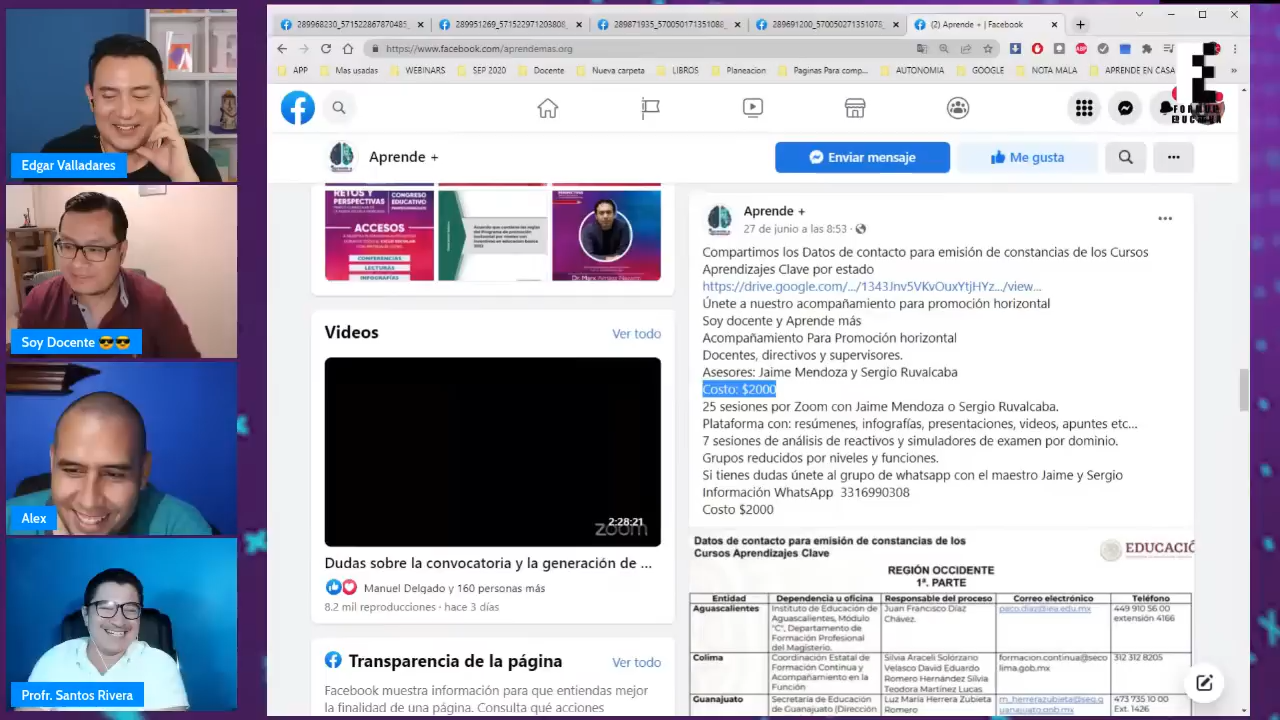 Edgar Valladares
Soy Docente 😎😎
Alex
Profr. Santos Rivera
289968230_571522867100485_
289953269_571522971200808_
289887310_570005017135108
289691200_570050271351078_
(2) Aprende + | Facebook
https://www.facebook.com/aprendemas.org
APP
Mas usadas
WEBINARS
SEP 2020
Docente
Nueva carpeta
LIBROS
Planeacion
Paginas Para comp...
AUTONOMIA
GOOGLE
NOTA MALA
APRENDE EN CASA
Aprende +
Enviar mensaje
Me gusta
RETOS Y
PERSPECTIVAS
CONGRESO
EDUCATIVO
ACCESOS
CONFERENCIAS
LECTURAS
INFOGRAFÍAS
Videos
Ver todo
2:28:21
zoom
Dudas sobre la convocatoria y la generación de ...
Manuel Delgado y 160 personas más
8.2 mil reproducciones · hace 3 días
Transparencia de la página
Ver todo
Facebook muestra información para que entiendas mejor
la finalidad de una página. Consulta qué acciones
Aprende +
27 de junio a las 8:53 ·
Compartimos los Datos de contacto para emisión de constancias de los Cursos
Aprendizajes Clave por estado
https://drive.google.com/.../1343Jnv5VKvOuxYtjHYz.../view...
Únete a nuestro acompañamiento para promoción horizontal
Soy docente y Aprende más
Acompañamiento Para Promoción horizontal
Docentes, directivos y supervisores.
Asesores: Jaime Mendoza y Sergio Ruvalcaba
Costo: $2000
25 sesiones por Zoom con Jaime Mendoza o Sergio Ruvalcaba.
Plataforma con: resúmenes, infografías, presentaciones, videos, apuntes etc...
7 sesiones de análisis de reactivos y simuladores de examen por dominio.
Grupos reducidos por niveles y funciones.
Si tienes dudas únete al grupo de whatsapp con el maestro Jaime y Sergio
Información WhatsApp 3316990308
Costo $2000
Datos de contacto para emisión de constancias de los
Cursos Aprendizajes Clave
EDUCACIÓ
REGIÓN OCCIDENTE
1ª. PARTE
Entidad
Dependencia u oficina
Responsable del proceso
Correo electrónico
Teléfono
Aguascalientes
Instituto de Educación de
Aguascalientes, Módulo
"C", Departamento de
Formación Profesional
del Magisterio.
Juan Francisco Díaz
Chávez.
paco.diaz@iea.edu.mx
449 910 56 00
extensión 4166
Colima
Coordinación Estatal de
Formación Continua y
Actualización en la
Función
Silvia Araceli Solórzano
Velasco David Eduardo
Romero Hernández Silvia
Teodora Martínez Lucas
formacion.continua@seco
lima.gob.mx
312 312 8205
Guanajuato
Secretaría de Educación
de Guanajuato (Dirección
Luz María Herrera Zubieta
Romero
m_herrerazubieta@seg.g
uanajuato.gob.mx
473 735 10 00
Ext. 1426